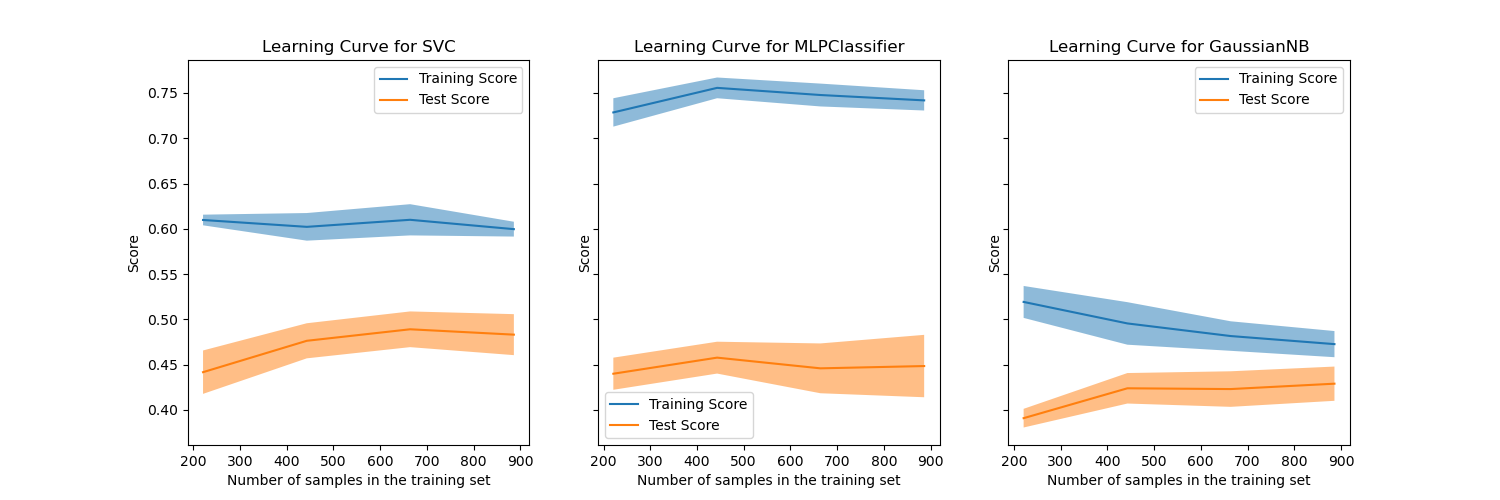 Learning Curve for SVC
Training Score
Test Score
0.75
0.70
0.65
0.60
0.55
0.50
0.45
0.40
Score
200 300 400 500 600 700 800 900
Number of samples in the training set
Learning Curve for MLPClassifier
Score
Training Score
Test Score
200 300 400 500 600 700 800 900
Number of samples in the training set
Learning Curve for GaussianNB
Training Score
Test Score
Score
200 300 400 500 600 700 800 900
Number of samples in the training set